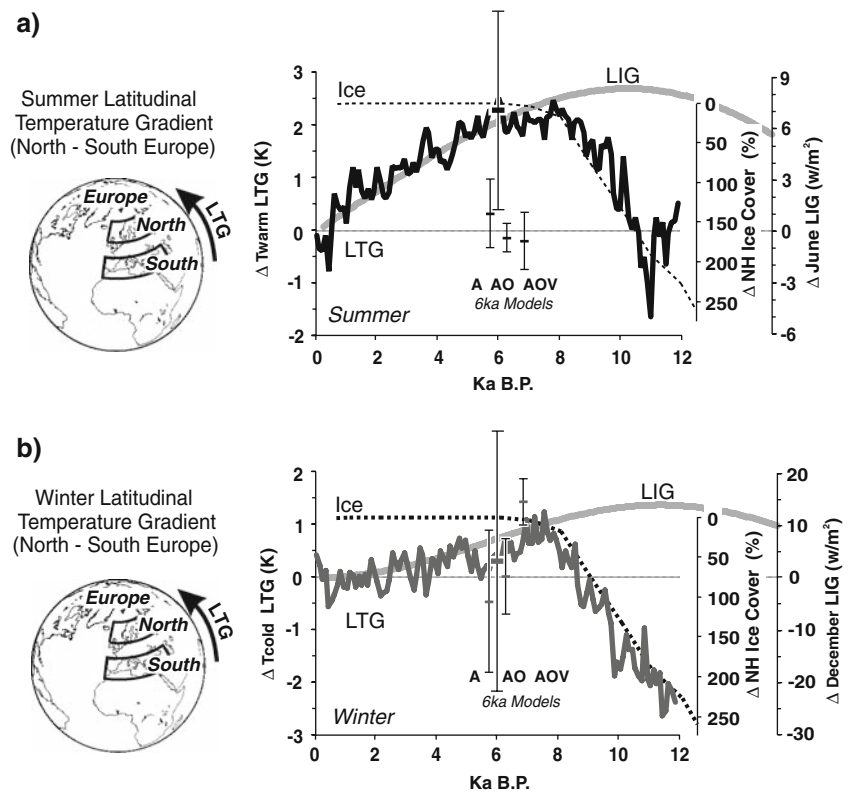 a)
Summer Latitudinal
Temperature Gradient
(North - South Europe)
Europe
North
South
LTG
Δ Twarm LTG (K)
3
2
1
0
-1
-2
Ice
LIG
LTG
A AO AOV
6ka Models
Summer
0 2 4 6 8 10 12
Ka B.P.
0
50
100
150
200
250
Δ NH Ice Cover (%)
9
6
3
0
-3
-6
Δ June LIG (w/m²)
b)
Winter Latitudinal
Temperature Gradient
(North - South Europe)
Europe
North
South
LTG
Δ Tcold LTG (K)
2
1
0
-1
-2
-3
Ice
LIG
LTG
A AO AOV
6ka Models
Winter
0 2 4 6 8 10 12
Ka B.P.
0
50
100
150
200
250
Δ NH Ice Cover (%)
20
10
0
-10
-20
-30
Δ December LIG (w/m²)